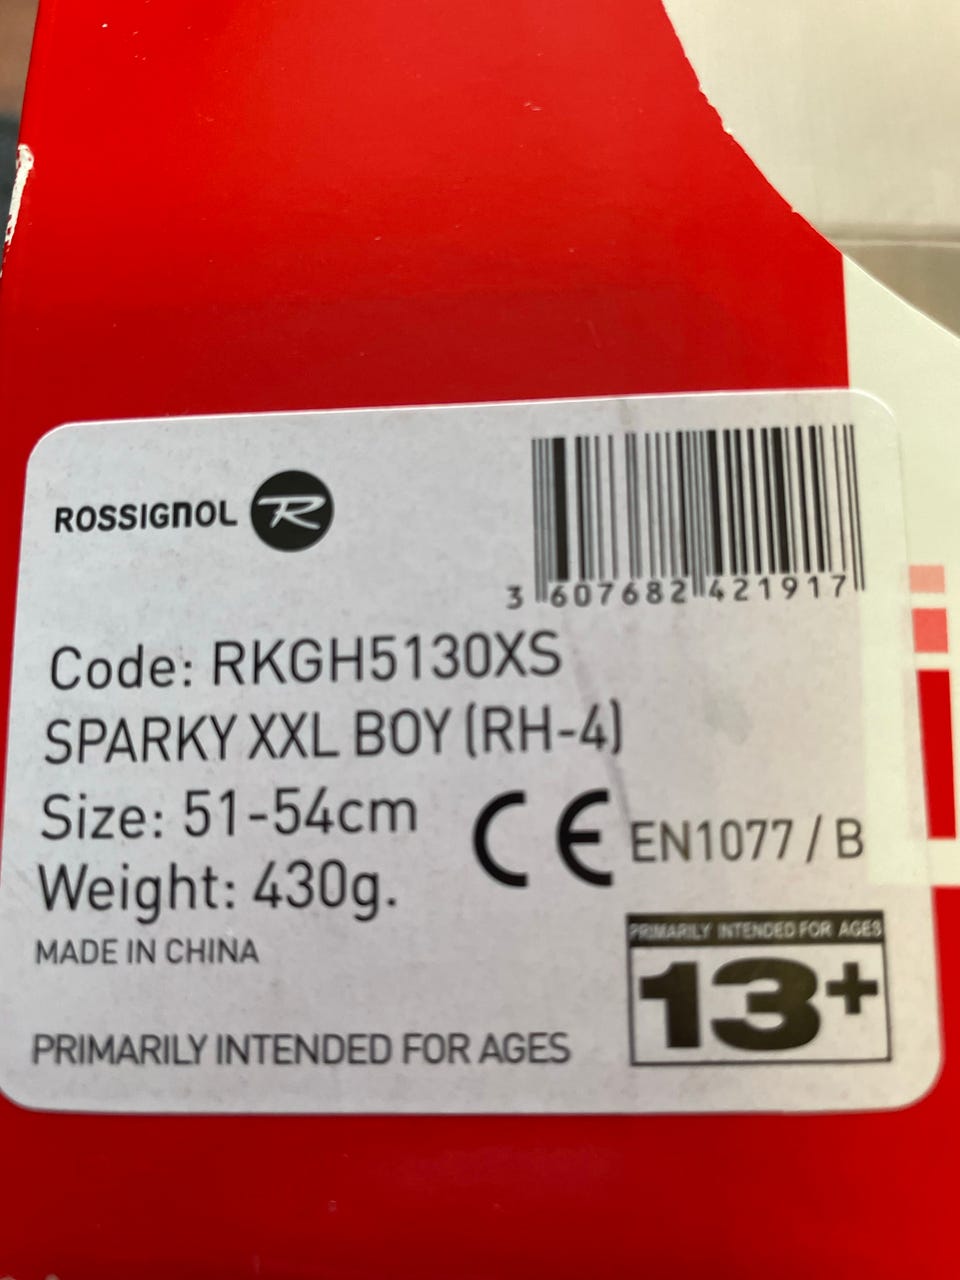 ROSSIGNOL R
3 607682 421917
Code: RKGH5130XS
SPARKY XXL BOY (RH-4)
Size: 51-54cm
CE EN1077 / B
Weight: 430g.
MADE IN CHINA
PRIMARILY INTENDED FOR AGES
13+
PRIMARILY INTENDED FOR AGES